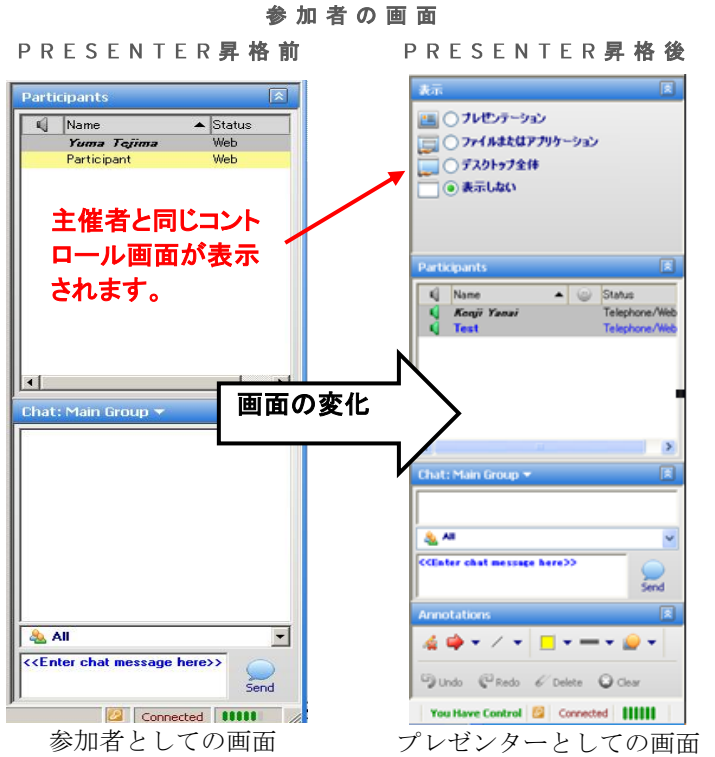 参加者の画面
PRESENTER昇格前
PRESENTER昇格後
Participants
Name Status
Yuma Tejima Web
Participant Web
主催者と同じコント
ロール画面が表示
されます。
Chat: Main Group
All
<<Enter chat message here>>
Send
Connected
参加者としての画面
画面の変化
表示
プレゼンテーション
ファイルまたはアプリケーション
デスクトップ全体
表示しない
Participants
Name Status
Kenji Yanai Telephone/Web
Test Telephone/Web
Chat: Main Group
All
<<Enter chat message here>>
Send
Annotations
Undo Redo Delete Clear
You Have Control Connected
プレゼンターとしての画面